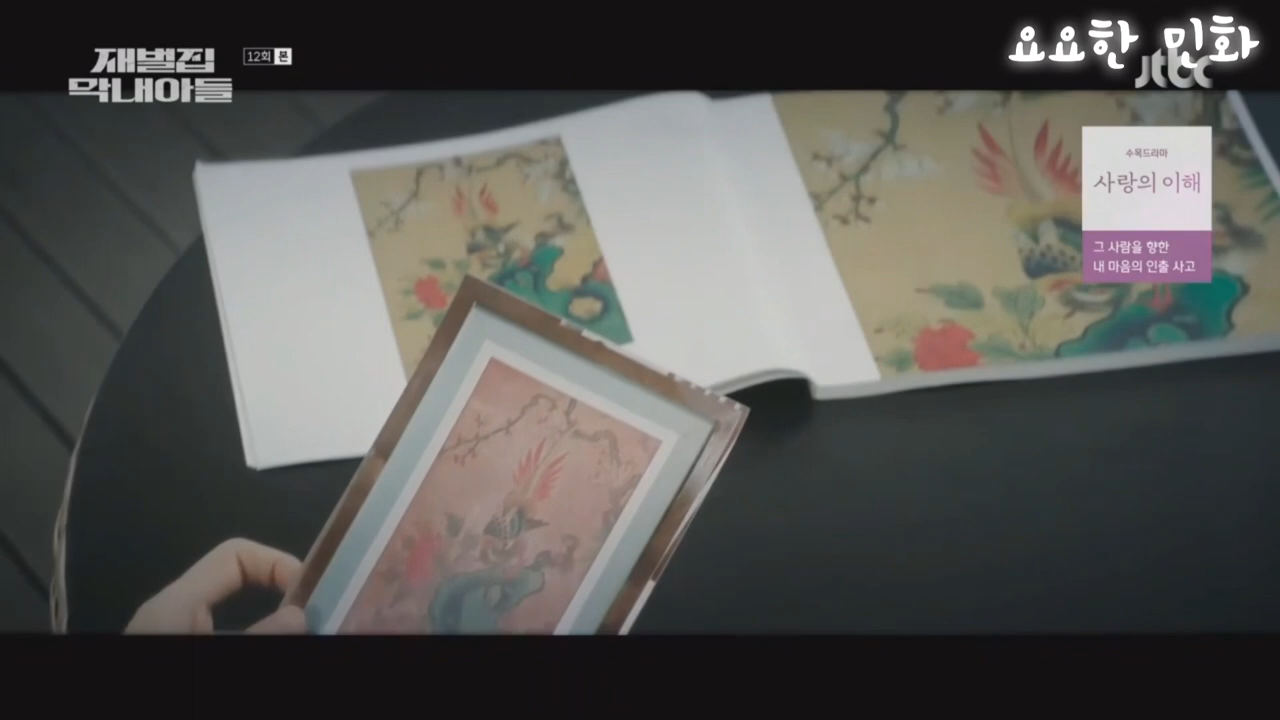 재벌집
막내아들
12회 본
요요한 민화
jtbc
수목드라마
사랑의 이해
그 사람을 향한
내 마음의 인출 사고